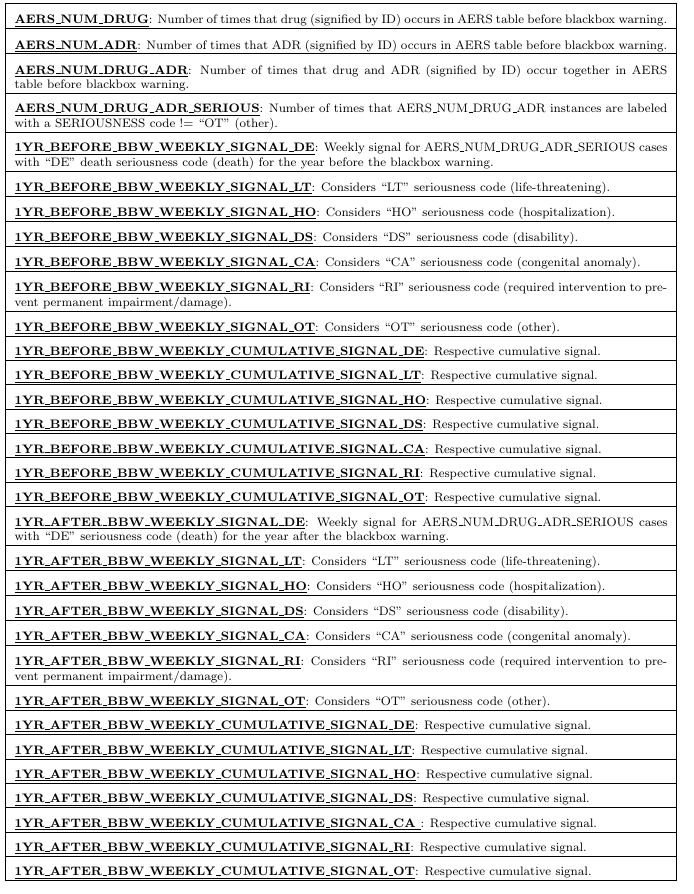 AERS_NUM_DRUG: Number of times that drug (signified by ID) occurs in AERS table before blackbox warning.
AERS_NUM_ADR: Number of times that ADR (signified by ID) occurs in AERS table before blackbox warning.
AERS_NUM_DRUG_ADR: Number of times that drug and ADR (signified by ID) occur together in AERS
table before blackbox warning.
AERS_NUM_DRUG_ADR_SERIOUS: Number of times that AERS_NUM_DRUG_ADR instances are labeled
with a SERIOUSNESS code != “OT” (other).
1YR_BEFORE_BBW_WEEKLY_SIGNAL_DE: Weekly signal for AERS_NUM_DRUG_ADR_SERIOUS cases
with “DE” death seriousness code (death) for the year before the blackbox warning.
1YR_BEFORE_BBW_WEEKLY_SIGNAL_LT: Considers “LT” seriousness code (life-threatening).
1YR_BEFORE_BBW_WEEKLY_SIGNAL_HO: Considers “HO” seriousness code (hospitalization).
1YR_BEFORE_BBW_WEEKLY_SIGNAL_DS: Considers “DS” seriousness code (disability).
1YR_BEFORE_BBW_WEEKLY_SIGNAL_CA: Considers “CA” seriousness code (congenital anomaly).
1YR_BEFORE_BBW_WEEKLY_SIGNAL_RI: Considers “RI” seriousness code (required intervention to pre-
vent permanent impairment/damage).
1YR_BEFORE_BBW_WEEKLY_SIGNAL_OT: Considers “OT” seriousness code (other).
1YR_BEFORE_BBW_WEEKLY_CUMULATIVE_SIGNAL_DE: Respective cumulative signal.
1YR_BEFORE_BBW_WEEKLY_CUMULATIVE_SIGNAL_LT: Respective cumulative signal.
1YR_BEFORE_BBW_WEEKLY_CUMULATIVE_SIGNAL_HO: Respective cumulative signal.
1YR_BEFORE_BBW_WEEKLY_CUMULATIVE_SIGNAL_DS: Respective cumulative signal.
1YR_BEFORE_BBW_WEEKLY_CUMULATIVE_SIGNAL_CA: Respective cumulative signal.
1YR_BEFORE_BBW_WEEKLY_CUMULATIVE_SIGNAL_RI: Respective cumulative signal.
1YR_BEFORE_BBW_WEEKLY_CUMULATIVE_SIGNAL_OT: Respective cumulative signal.
1YR_AFTER_BBW_WEEKLY_SIGNAL_DE: Weekly signal for AERS_NUM_DRUG_ADR_SERIOUS cases
with “DE” seriousness code (death) for the year after the blackbox warning.
1YR_AFTER_BBW_WEEKLY_SIGNAL_LT: Considers “LT” seriousness code (life-threatening).
1YR_AFTER_BBW_WEEKLY_SIGNAL_HO: Considers “HO” seriousness code (hospitalization).
1YR_AFTER_BBW_WEEKLY_SIGNAL_DS: Considers “DS” seriousness code (disability).
1YR_AFTER_BBW_WEEKLY_SIGNAL_CA: Considers “CA” seriousness code (congenital anomaly).
1YR_AFTER_BBW_WEEKLY_SIGNAL_RI: Considers “RI” seriousness code (required intervention to pre-
vent permanent impairment/damage).
1YR_AFTER_BBW_WEEKLY_SIGNAL_OT: Considers “OT” seriousness code (other).
1YR_AFTER_BBW_WEEKLY_CUMULATIVE_SIGNAL_DE: Respective cumulative signal.
1YR_AFTER_BBW_WEEKLY_CUMULATIVE_SIGNAL_LT: Respective cumulative signal.
1YR_AFTER_BBW_WEEKLY_CUMULATIVE_SIGNAL_HO: Respective cumulative signal.
1YR_AFTER_BBW_WEEKLY_CUMULATIVE_SIGNAL_DS: Respective cumulative signal.
1YR_AFTER_BBW_WEEKLY_CUMULATIVE_SIGNAL_CA : Respective cumulative signal.
1YR_AFTER_BBW_WEEKLY_CUMULATIVE_SIGNAL_RI: Respective cumulative signal.
1YR_AFTER_BBW_WEEKLY_CUMULATIVE_SIGNAL_OT: Respective cumulative signal.